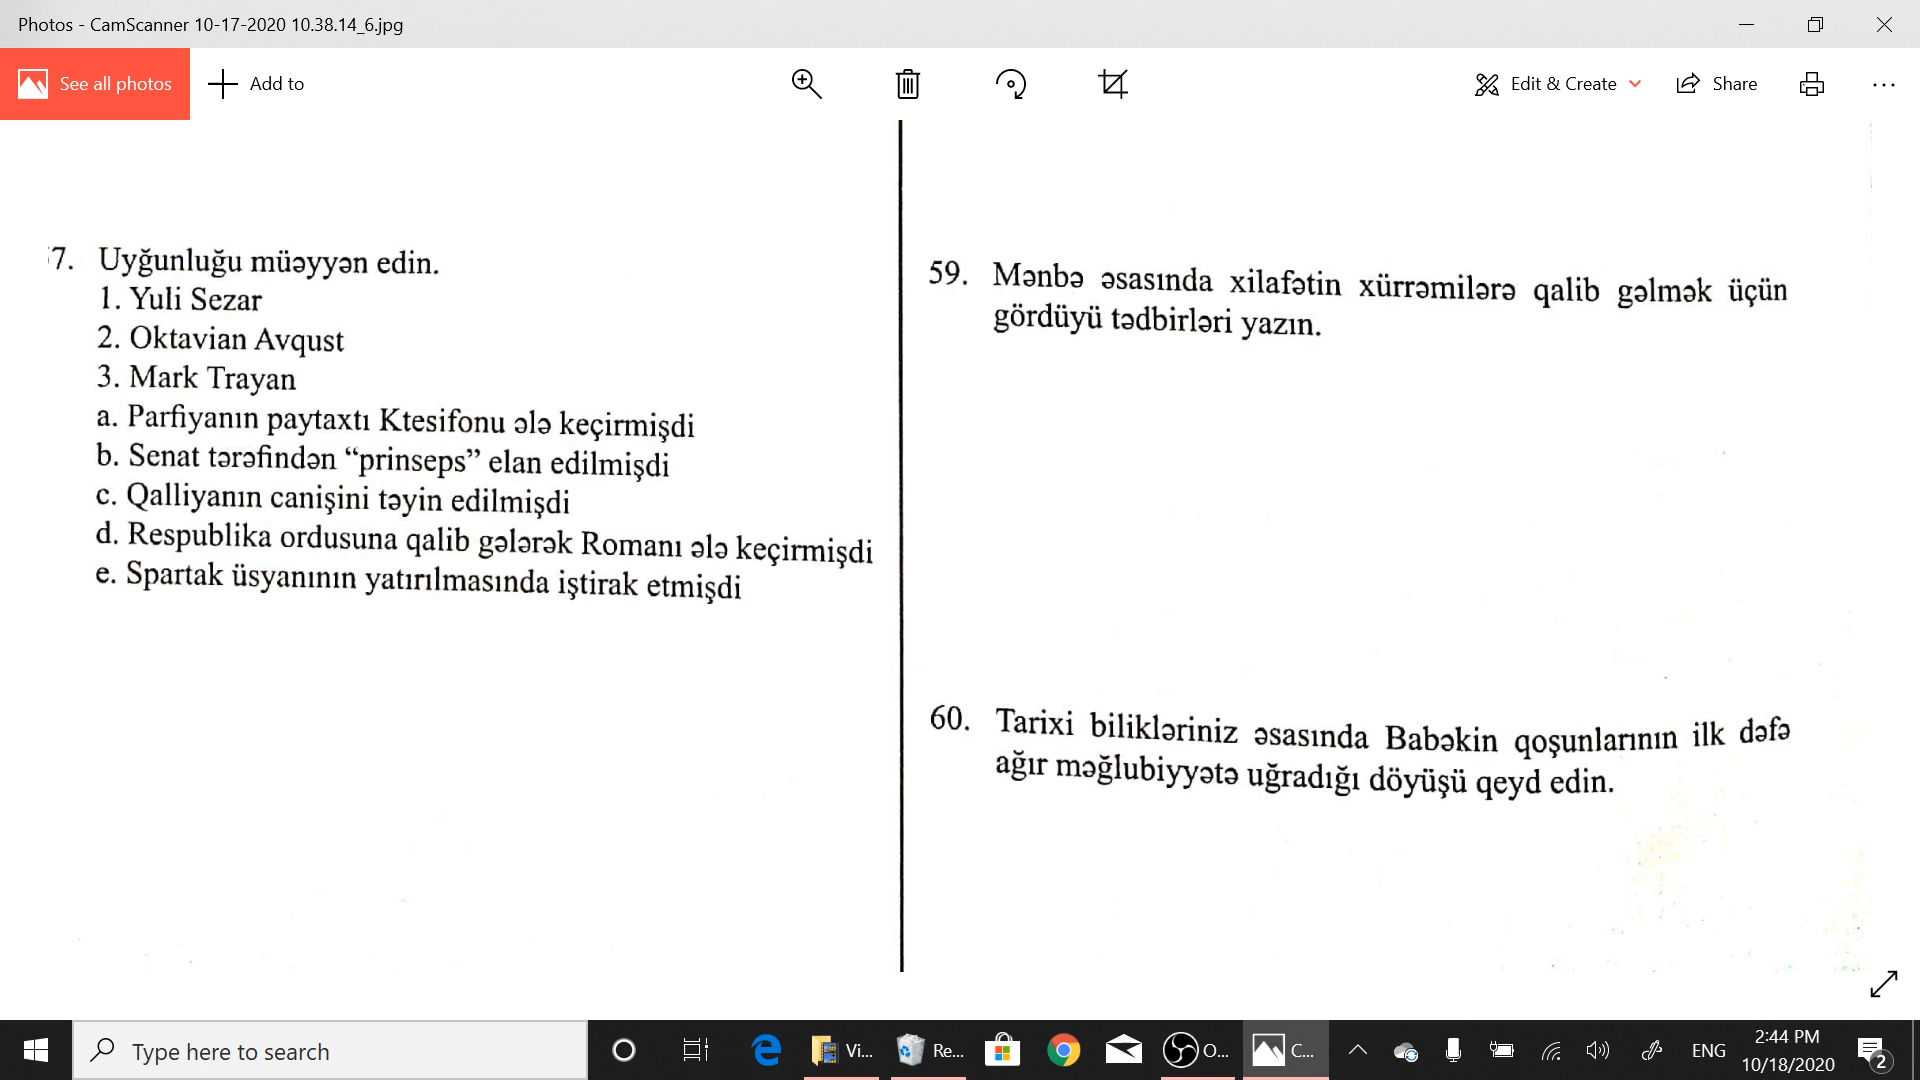 Photos - CamScanner 10-17-2020 10.38.14_6.jpg
See all photos
Add to
Edit & Create
Share
7. Uyğunluğu müəyyən edin.
1. Yuli Sezar
2. Oktavian Avqust
3. Mark Trayan
a. Parfiyanın paytaxtı Ktesifonu ələ keçirmişdi
b. Senat tərəfindən “prinseps” elan edilmişdi
c. Qalliyanın canişini təyin edilmişdi
d. Respublika ordusuna qalib gələrək Romanı ələ keçirmişdi
e. Spartak üsyanının yatırılmasında iştirak etmişdi
59. Mənbə əsasında xilafətin xürrəmilərə qalib gəlmək üçün
gördüyü tədbirləri yazın.
60. Tarixi bilikləriniz əsasında Babəkin qoşunlarının ilk dəfə
ağır məğlubiyyətə uğradığı döyüşü qeyd edin.
Type here to search
Vi...
Re...
O...
C...
ENG
2:44 PM
10/18/2020
2